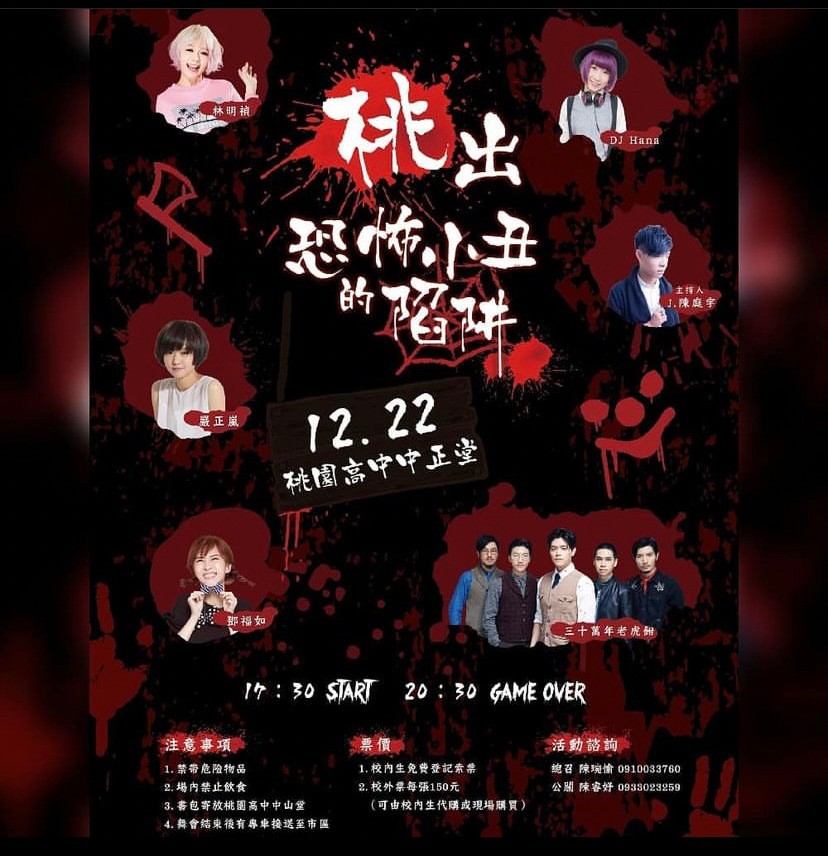 林明禎
DJ Hana
桃出
恐怖小丑
的陷阱
主持人
J.陳庭宇
嚴正嵐
12.22
桃園高中中正堂
鄧福如
三十萬年老虎鉗
17：30 START 20：30 GAME OVER
注意事項
1.禁帶危險物品
2.場內禁止飲食
3.書包寄放桃園高中中山堂
4.舞會結束後有專車接送至市區
票價
1.校內生免費登記索票
2.校外票每張150元
（可由校內生代購或現場購買）
活動諮詢
總召 陳琬愉 0910033760
公關 陳睿妤 0933023259